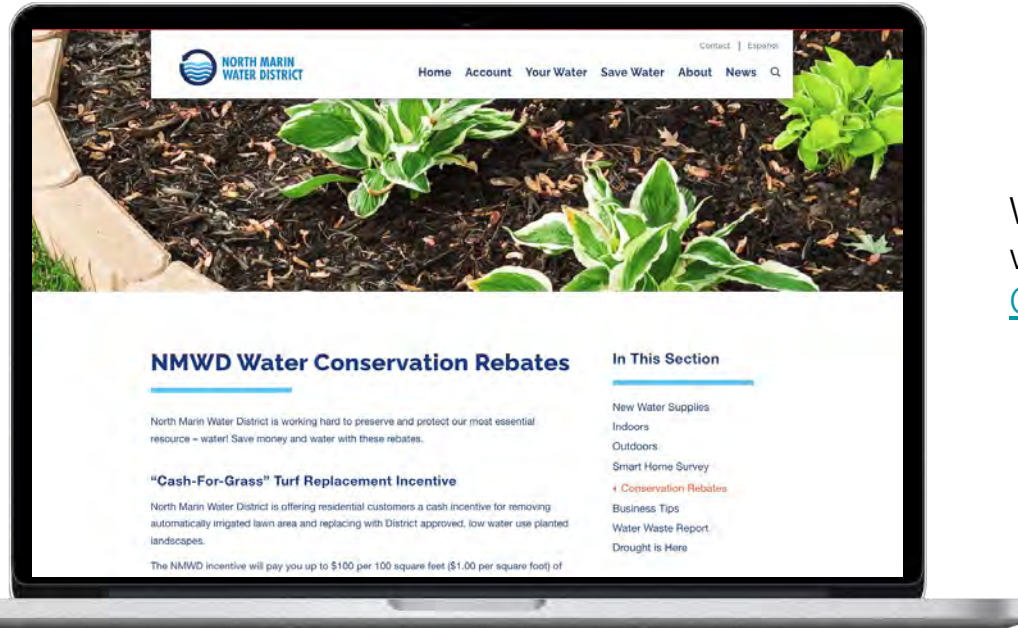 Contact | Español
NORTH MARIN
WATER DISTRICT
Home Account Your Water Save Water About News
NMWD Water Conservation Rebates
North Marin Water District is working hard to preserve and protect our most essential
resource – water! Save money and water with these rebates.
“Cash-For-Grass” Turf Replacement Incentive
North Marin Water District is offering residential customers a cash incentive for removing
automatically irrigated lawn area and replacing with District approved, low water use planted
landscapes.
The NMWD incentive will pay you up to $100 per 100 square feet ($1.00 per square foot) of
In This Section
New Water Supplies
Indoors
Outdoors
Smart Home Survey
Conservation Rebates
Business Tips
Water Waste Report
Drought is Here